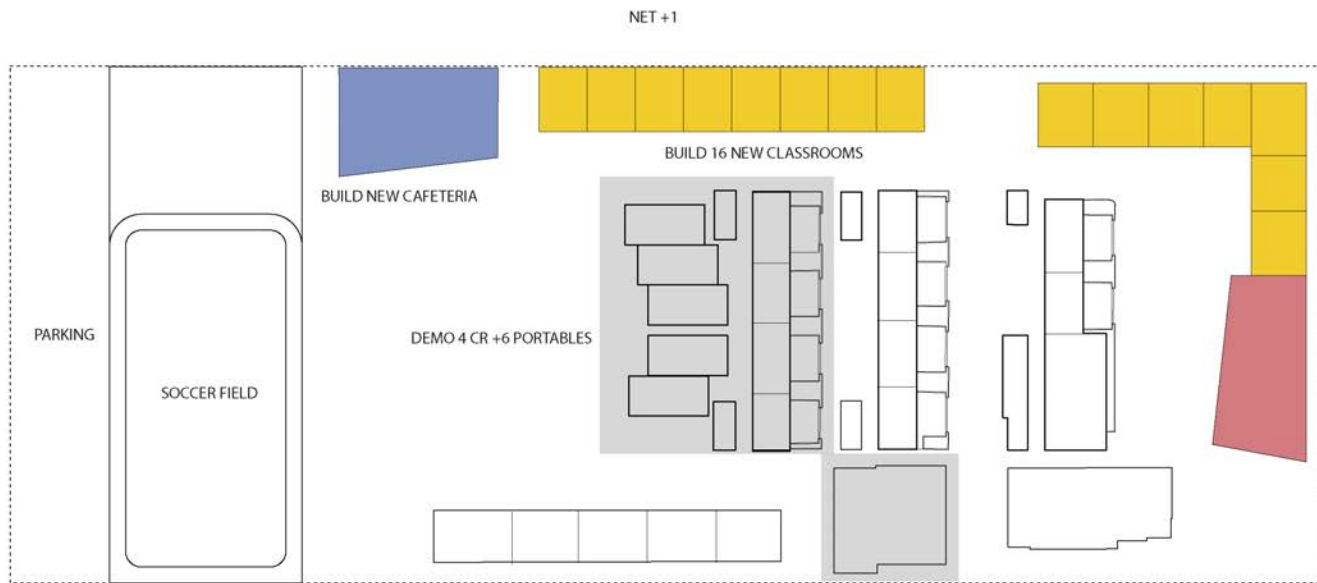 NET +1
BUILD 16 NEW CLASSROOMS
BUILD NEW CAFETERIA
PARKING
DEMO 4 CR +6 PORTABLES
SOCCER FIELD